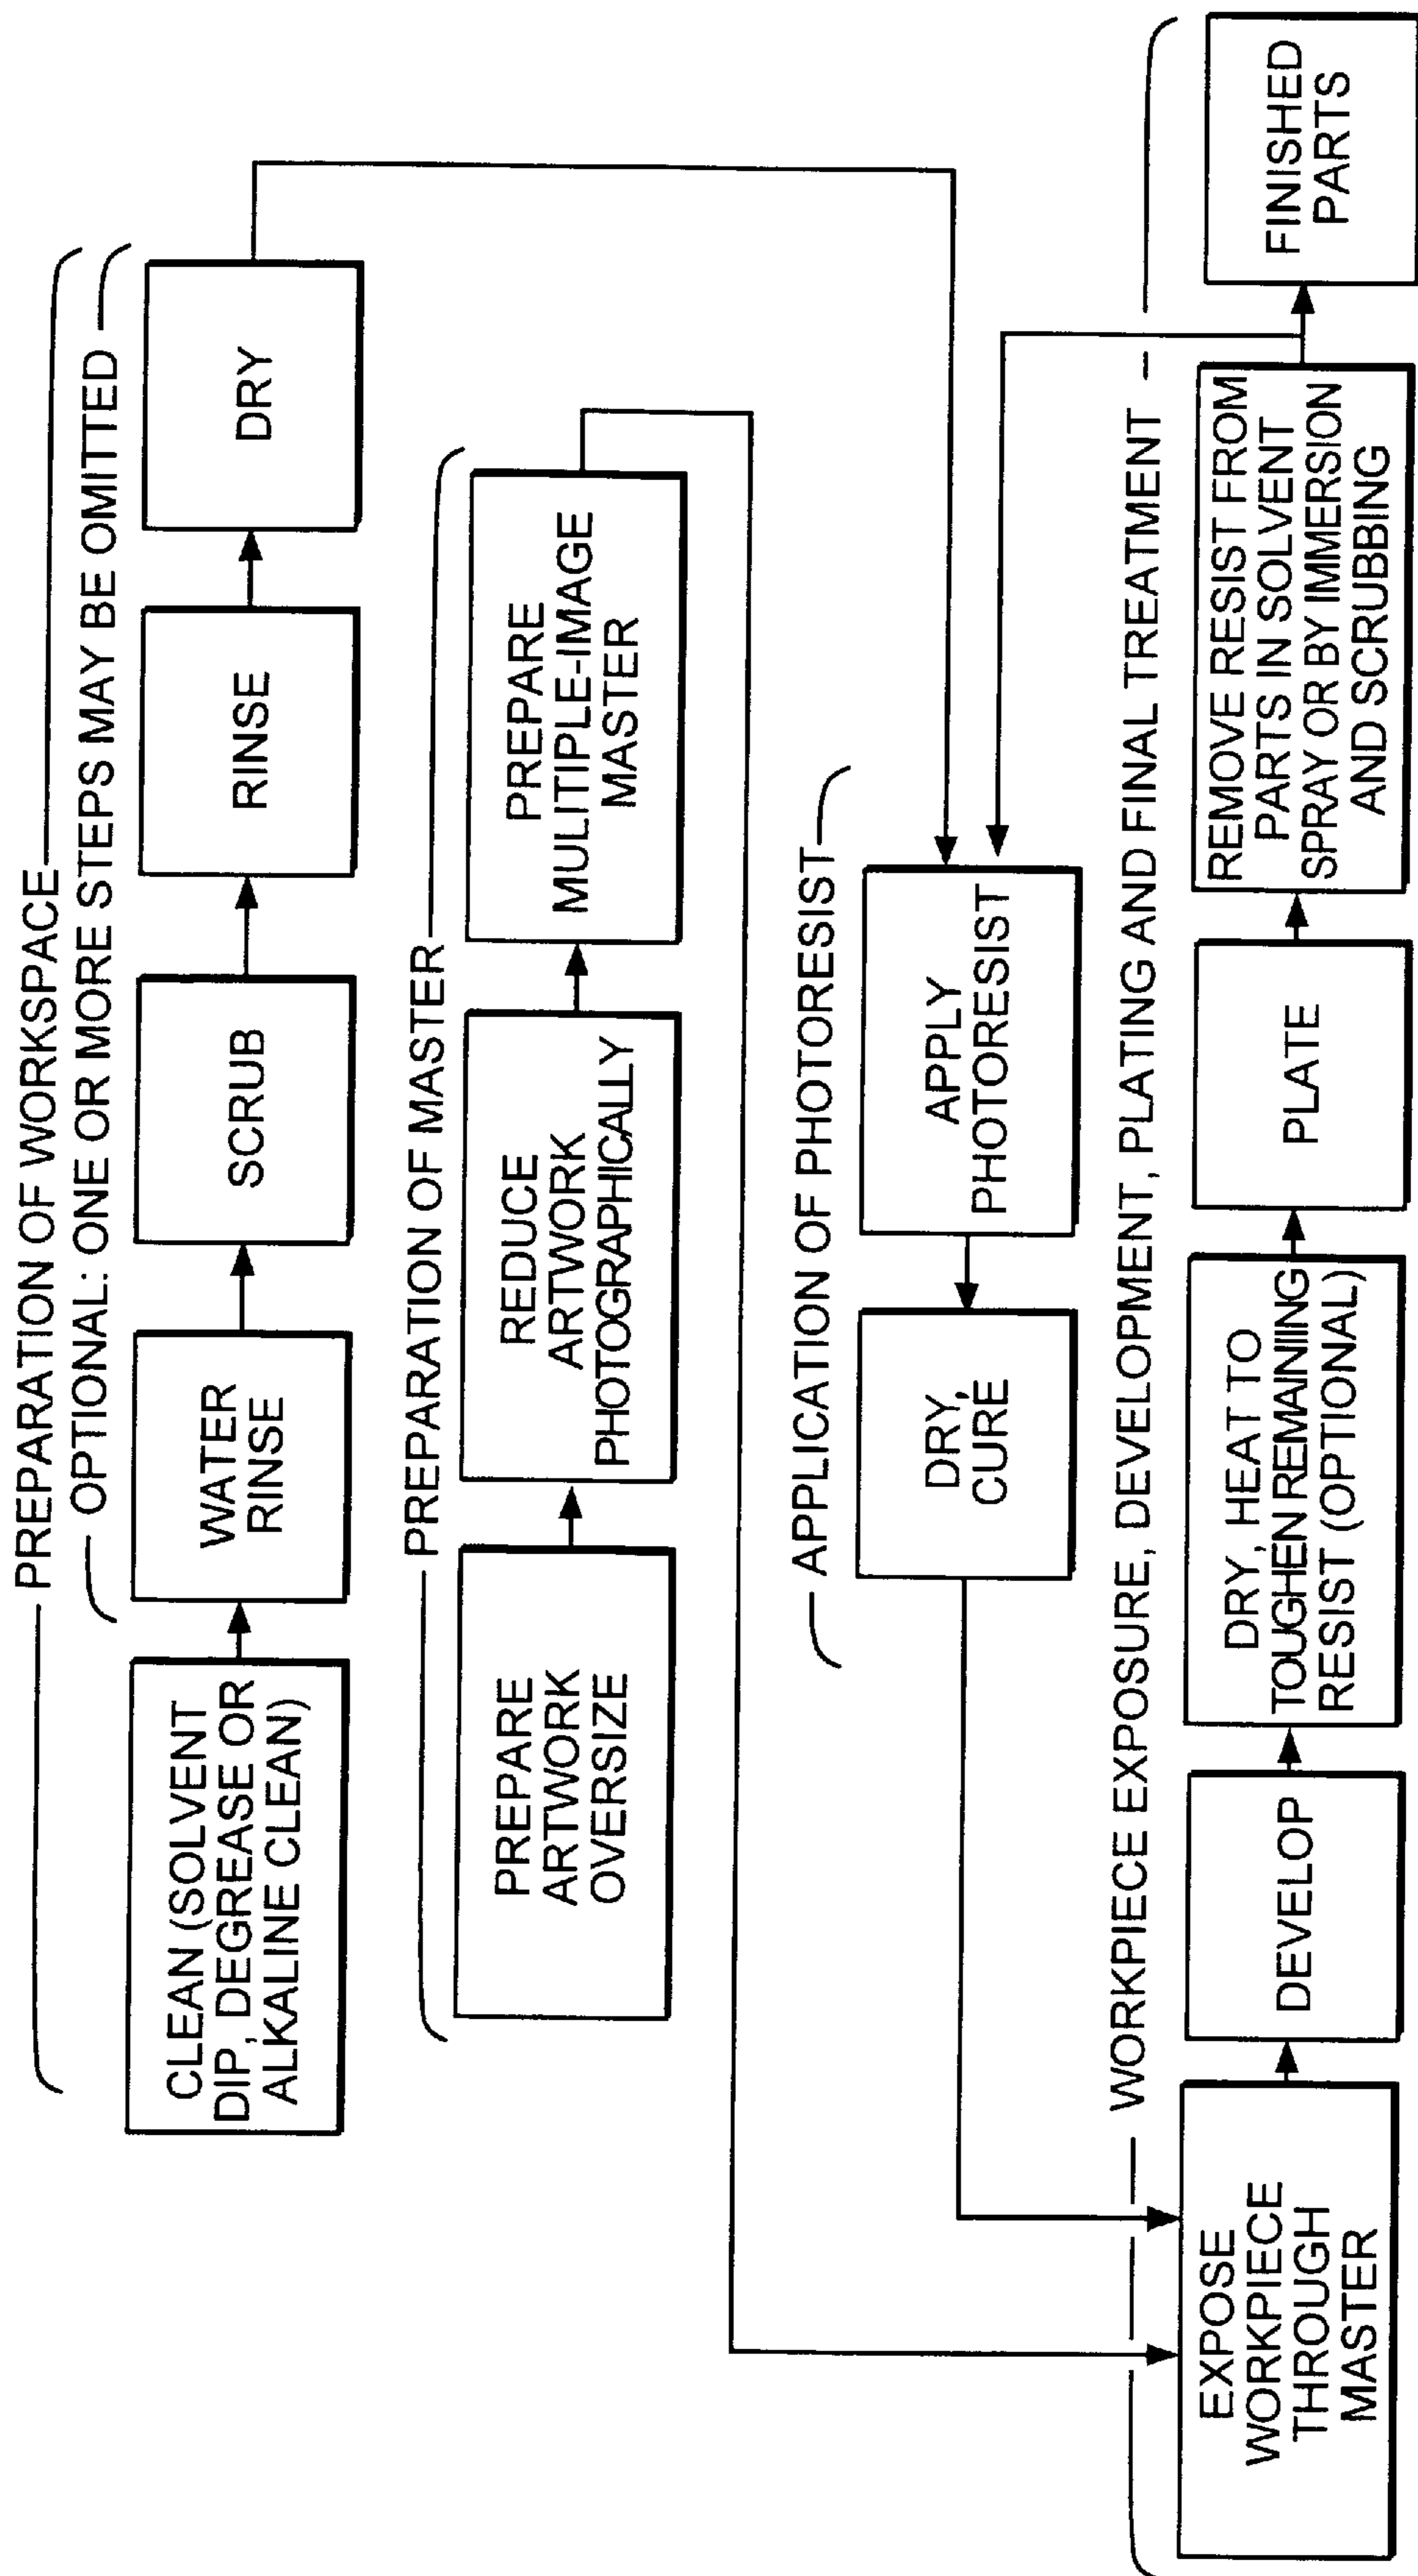 PREPARATION OF WORKSPACE
OPTIONAL: ONE OR MORE STEPS MAY BE OMITTED
CLEAN (SOLVENT
DIP, DEGREASE OR
ALKALINE CLEAN)
WATER
RINSE
SCRUB
RINSE
DRY
PREPARATION OF MASTER
PREPARE
ARTWORK
OVERSIZE
REDUCE
ARTWORK
PHOTOGRAPHICALLY
PREPARE
MULITIPLE-IMAGE
MASTER
APPLICATION OF PHOTORESIST
DRY,
CURE
APPLY
PHOTORESIST
WORKPIECE EXPOSURE, DEVELOPMENT, PLATING AND FINAL TREATMENT
EXPOSE
WORKPIECE
THROUGH
MASTER
DEVELOP
DRY, HEAT TO
TOUGHEN REMAINIING
RESIST (OPTIONAL)
PLATE
REMOVE RESIST FROM
PARTS IN SOLVENT
SPRAY OR BY IMMERSION
AND SCRUBBING
FINISHED
PARTS